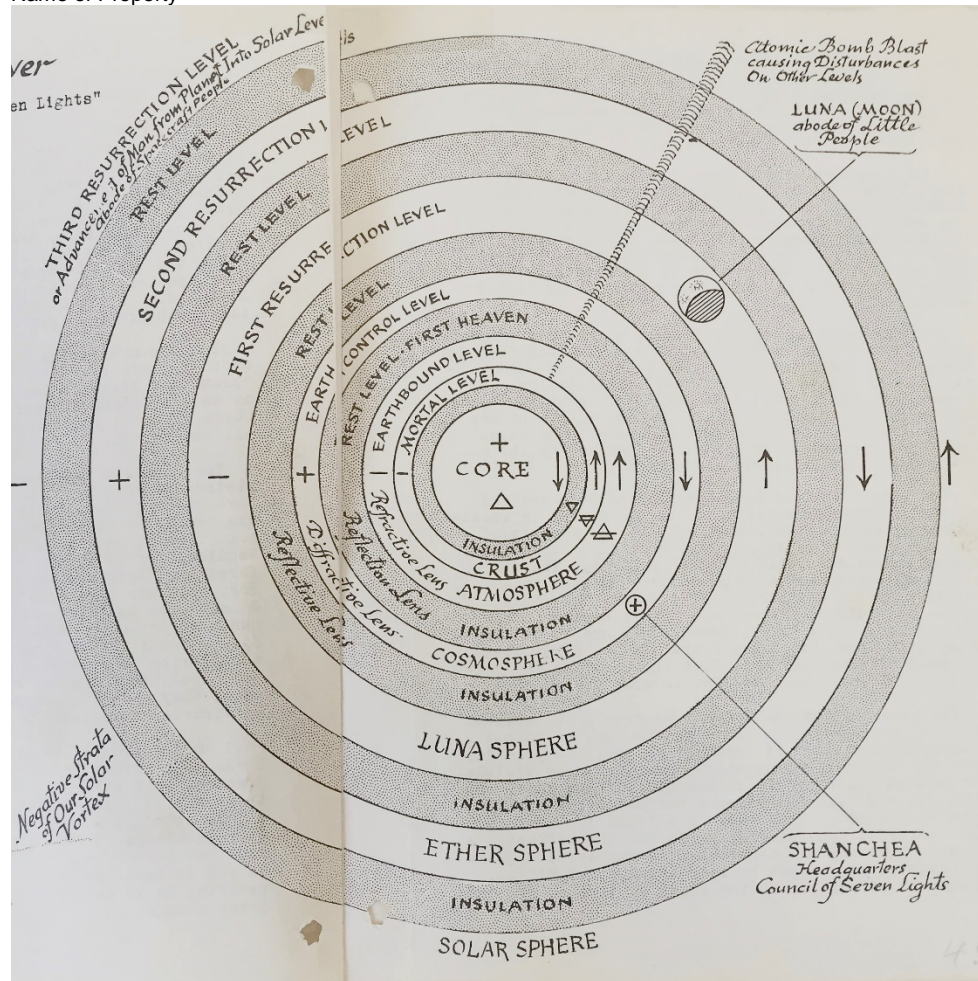 Name of Property
ver
en Lights"
THIRD RESURRECTION LEVEL
or Advance e t of Man from Planet Into Solar Leve is
Abode of Spacecraft People
REST LEVEL
SECOND RESURRECTION L LEVEL
REST LEVEL
FIRST RESURRECTION LEVEL
REST LEVEL
EARTH CONTROL LEVEL
REST LEVEL-FIRST HEAVEN
EARTHBOUND LEVEL
MORTAL LEVEL
Atomic Bomb Blast
causing Disturbances
On Other Levels
LUNA (MOON)
abode of Little
People
+
CORE
− + − + − −
Refractive Lens
Reflection Lens
Diffractive Lens
Reflective Lens
INSULATION
CRUST
ATMOSPHERE
INSULATION
COSMOSPHERE
INSULATION
LUNA SPHERE
INSULATION
ETHER SPHERE
INSULATION
SOLAR SPHERE
Negative Strata
of Our Solar
Vortex
SHANCHEA
Headquarters
Council of Seven Lights